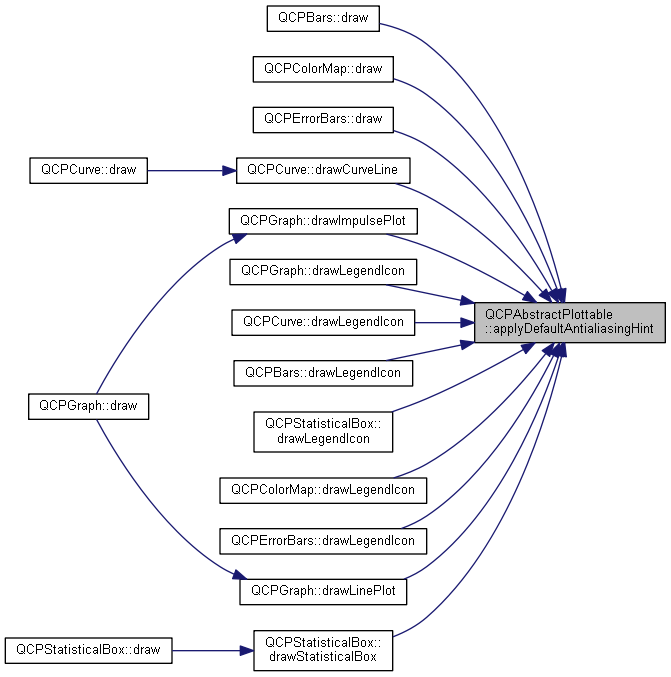 QCPBars::draw
QCPColorMap::draw
QCPErrorBars::draw
QCPCurve::draw
QCPCurve::drawCurveLine
QCPGraph::drawImpulsePlot
QCPGraph::drawLegendIcon
QCPAbstractPlottable
::applyDefaultAntialiasingHint
QCPCurve::drawLegendIcon
QCPBars::drawLegendIcon
QCPGraph::draw
QCPStatisticalBox::
drawLegendIcon
QCPColorMap::drawLegendIcon
QCPErrorBars::drawLegendIcon
QCPGraph::drawLinePlot
QCPStatisticalBox::draw
QCPStatisticalBox::
drawStatisticalBox